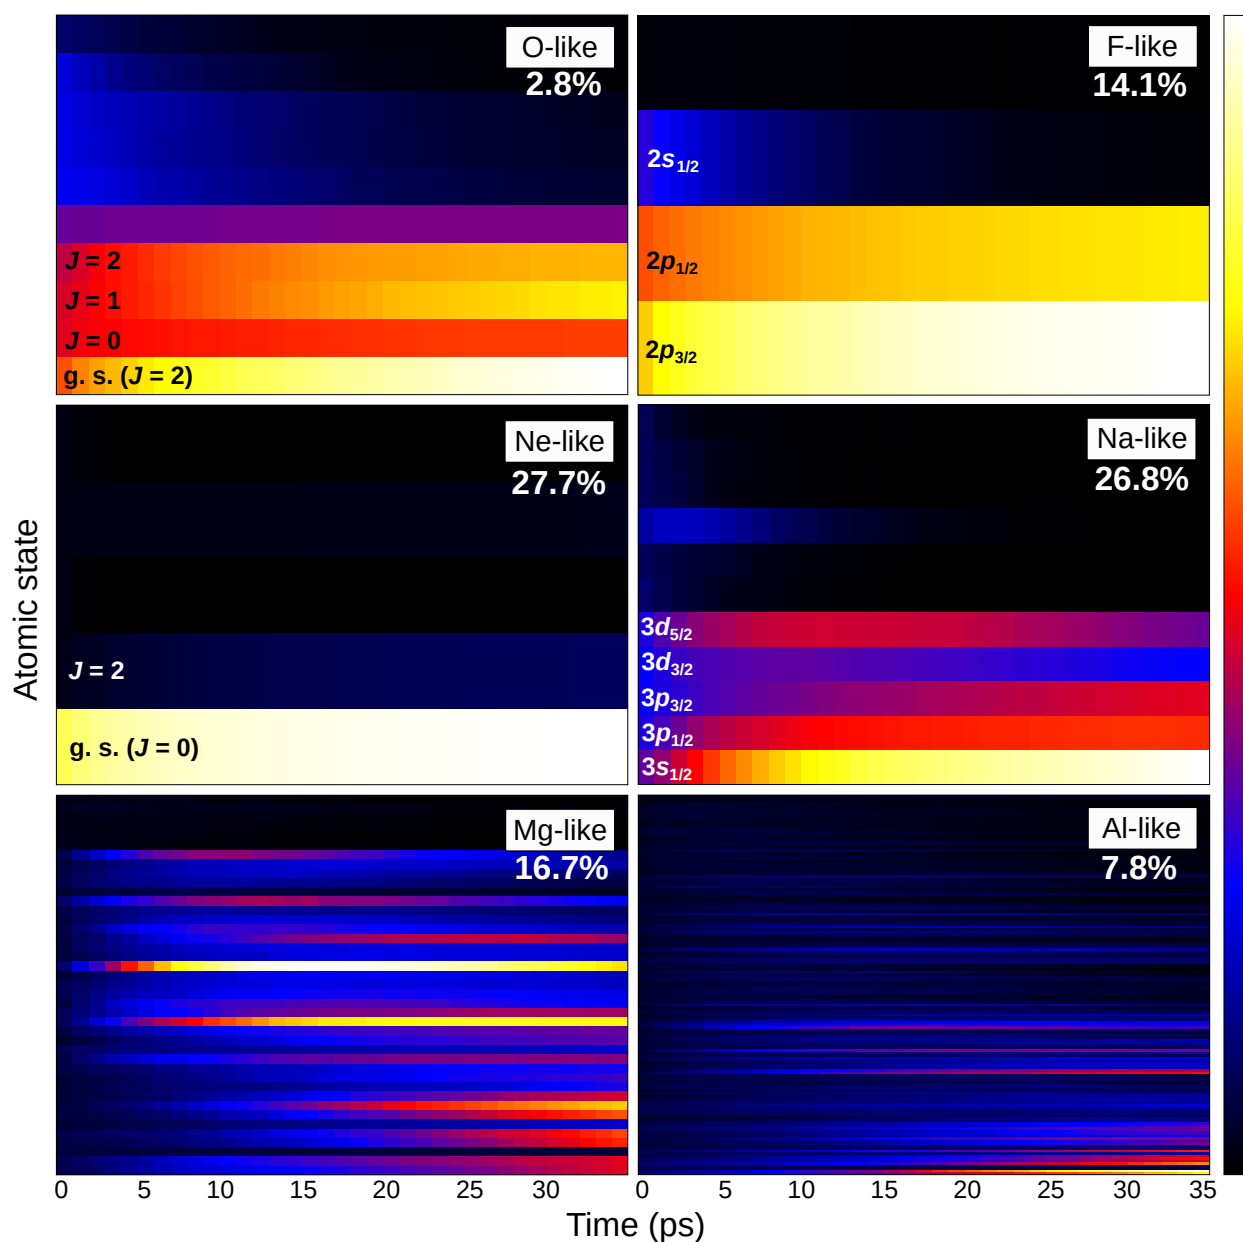 O-like
2.8%
J = 2
J = 1
J = 0
g. s. (J = 2)
F-like
14.1%
2s1/2
2p1/2
2p3/2
Ne-like
27.7%
J = 2
g. s. (J = 0)
Na-like
26.8%
3d5/2
3d3/2
3p3/2
3p1/2
3s1/2
Atomic state
Mg-like
16.7%
Al-like
7.8%
0 5 10 15 20 25 30
0 5 10 15 20 25 30 35
Time (ps)